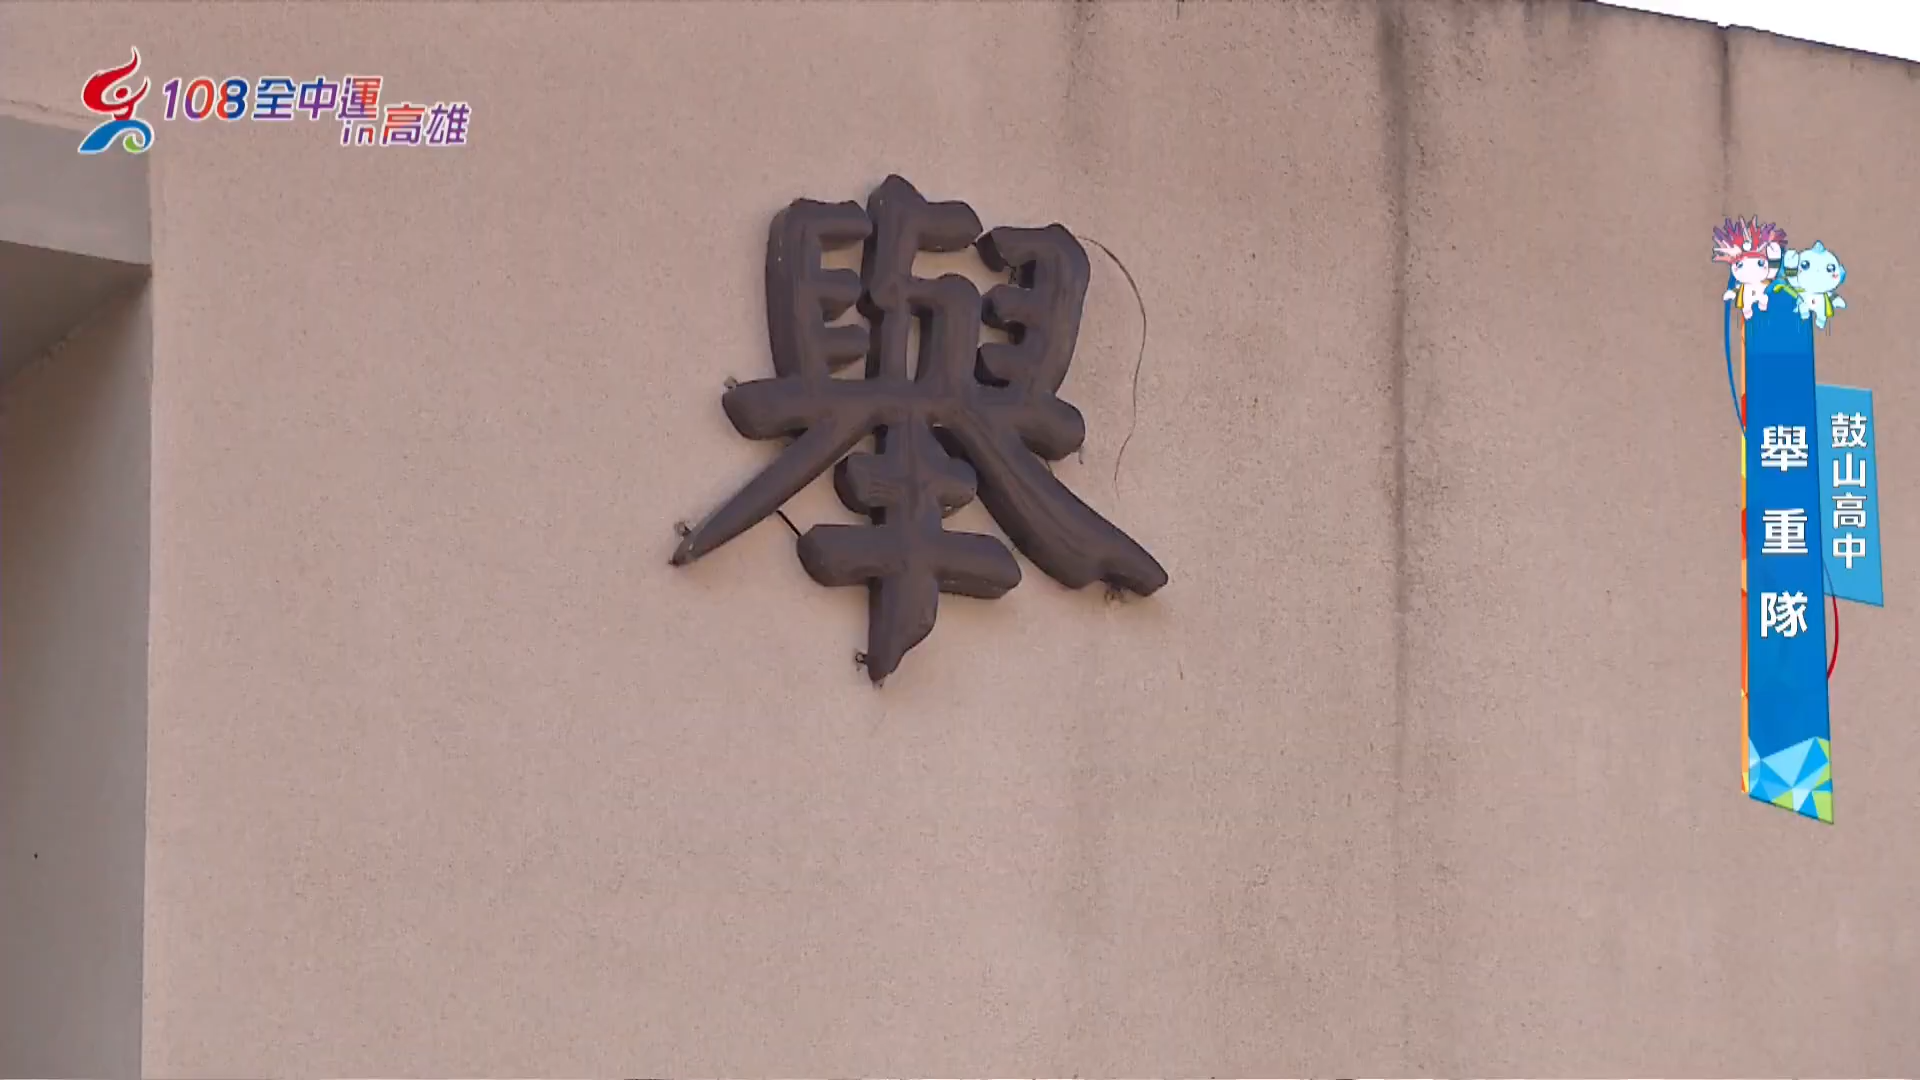 108全中運
in高雄
舉
鼓山高中
舉重隊